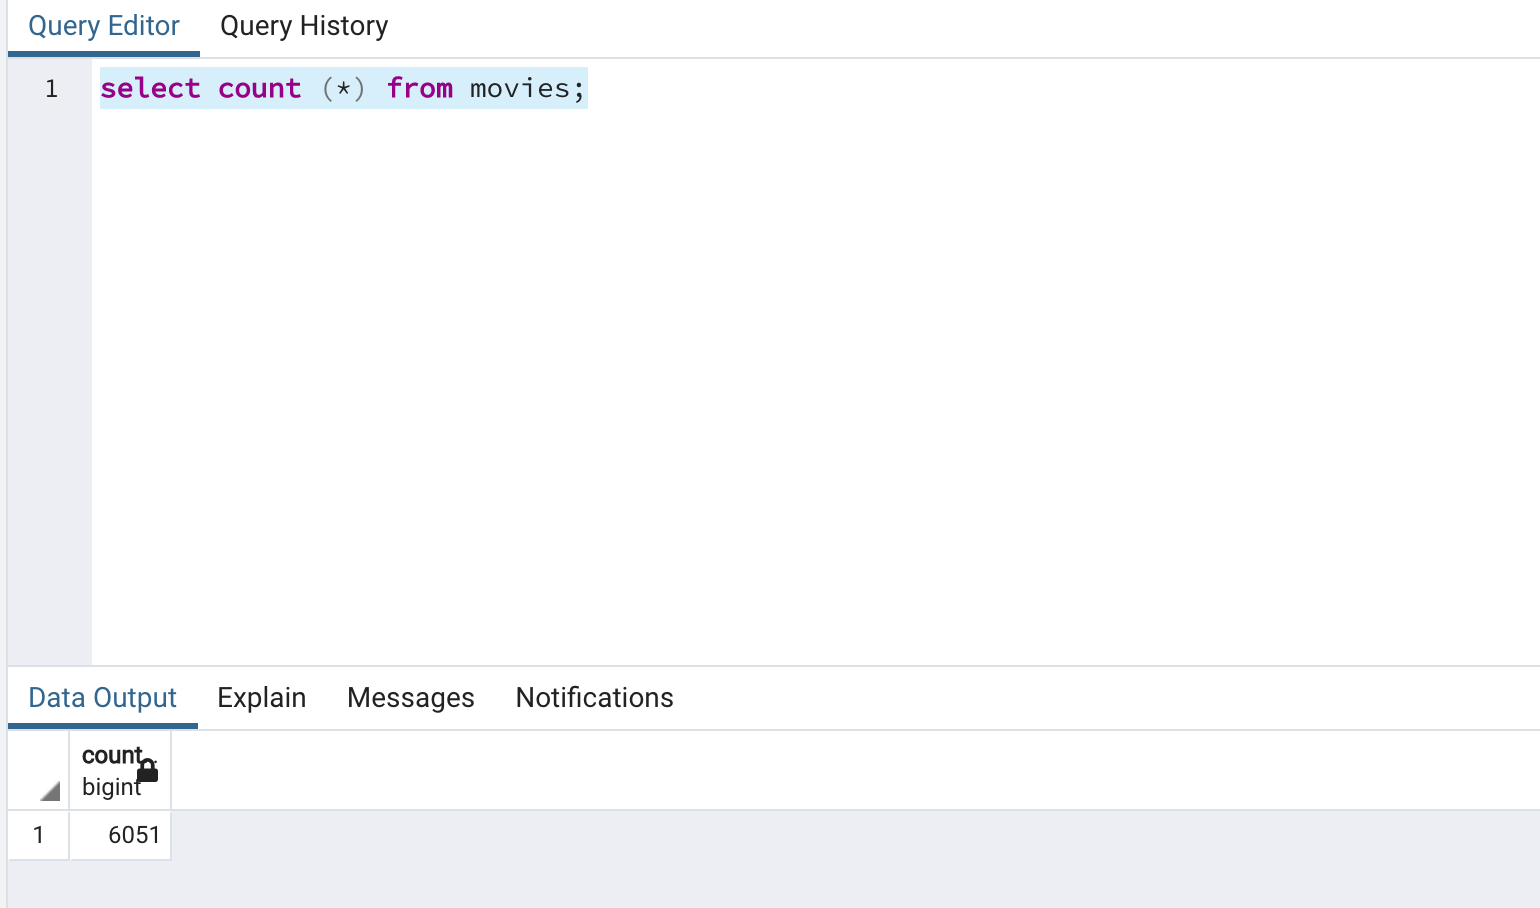 Query Editor Query History
1 select count (*) from movies;
Data Output Explain Messages Notifications
count
bigint
1 6051